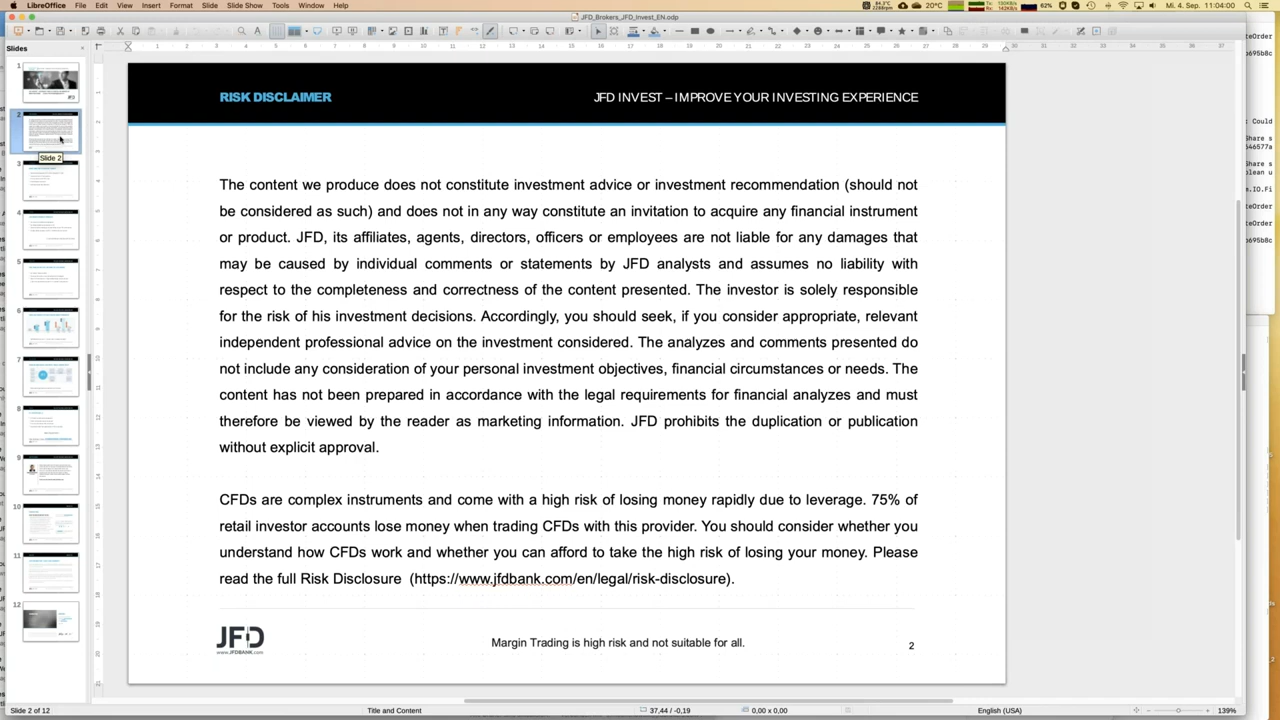 LibreOffice File Edit View Insert Format Slide Slide Show Tools Window Help
62% 20°C Mi. 4. Sep. 11:04:00
JFD_Brokers_JFD_Invest_EN.odp
Slides
RISK DISCLAIMER
JFD INVEST – IMPROVE YOUR INVESTING EXPERIENCE
Slide 2
The content we produce does not constitute investment advice or investment recommendation (should not
be considered as such) and does not in any way constitute an invitation to acquire any financial instrument
or product. JFD, its affiliates, agents, directors, officers or employees are not liable for any damages that
may be caused by individual comments or statements by JFD analysts and assumes no liability with
respect to the completeness and correctness of the content presented. The investor is solely responsible
for the risk of his investment decisions. Accordingly, you should seek, if you consider appropriate, relevant
independent professional advice on the investment considered. The analyzes and comments presented do
not include any consideration of your personal investment objectives, financial circumstances or needs. The
content has not been prepared in accordance with the legal requirements for financial analyzes and must
therefore be viewed by the reader as marketing information. JFD prohibits the duplication or publication
without explicit approval.
CFDs are complex instruments and come with a high risk of losing money rapidly due to leverage. 75% of
retail investor accounts lose money when trading CFDs with this provider. You should consider whether you
understand how CFDs work and whether you can afford to take the high risk of losing your money. Please
read the full Risk Disclosure (https://www.jfdbank.com/en/legal/risk-disclosure).
JFD
www.JFDBANK.com
Margin Trading is high risk and not suitable for all.
2
Slide 2 of 12
Title and Content
37,44 / -0,19
0,00 x 0,00
English (USA)
139%